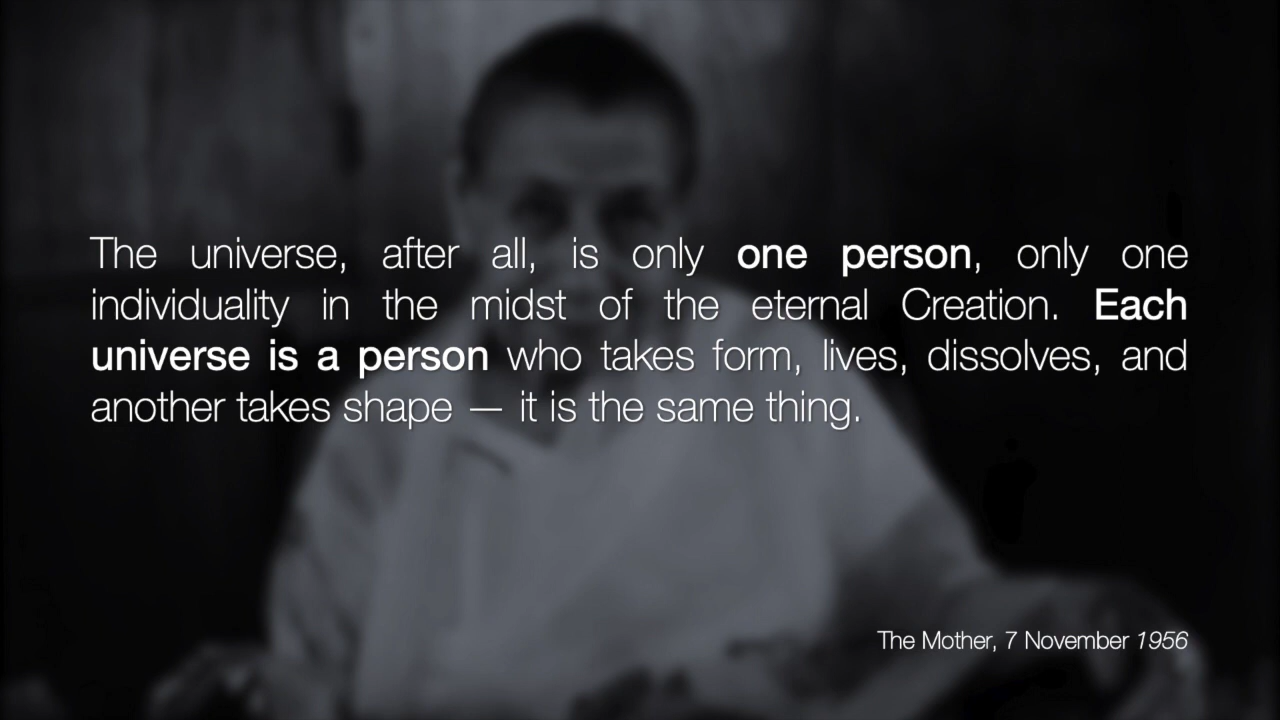 The universe, after all, is only one person, only one
individuality in the midst of the eternal Creation. Each
universe is a person who takes form, lives, dissolves, and
another takes shape — it is the same thing.
The Mother, 7 November 1956